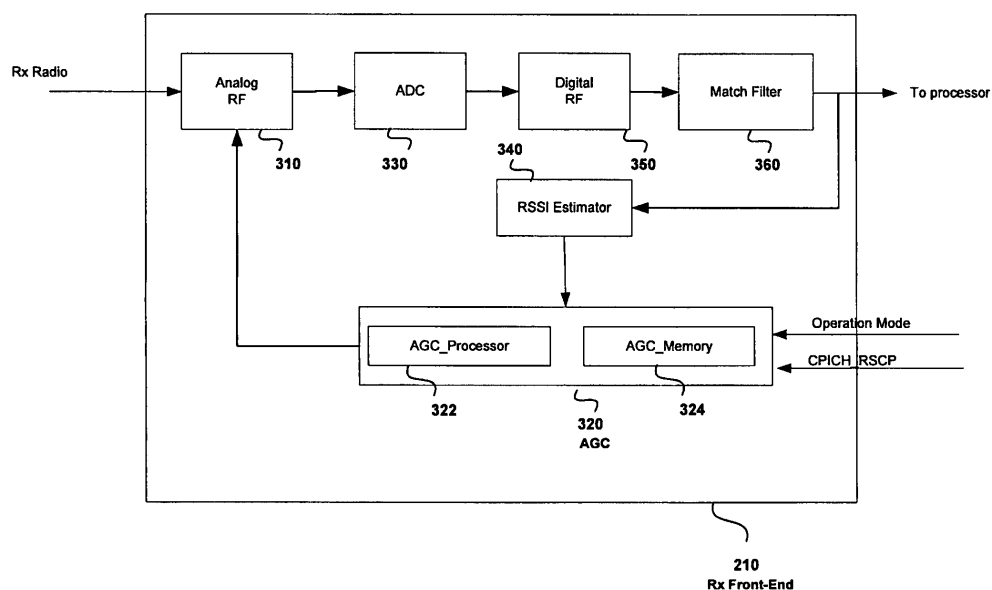 Rx Radio
Analog
RF
ADC
Digital
RF
Match Filter
To processor
310
330
340
350
360
RSSI Estimator
Operation Mode
AGC_Processor
AGC_Memory
CPICH_RSCP
322
320
AGC
324
210
Rx Front-End